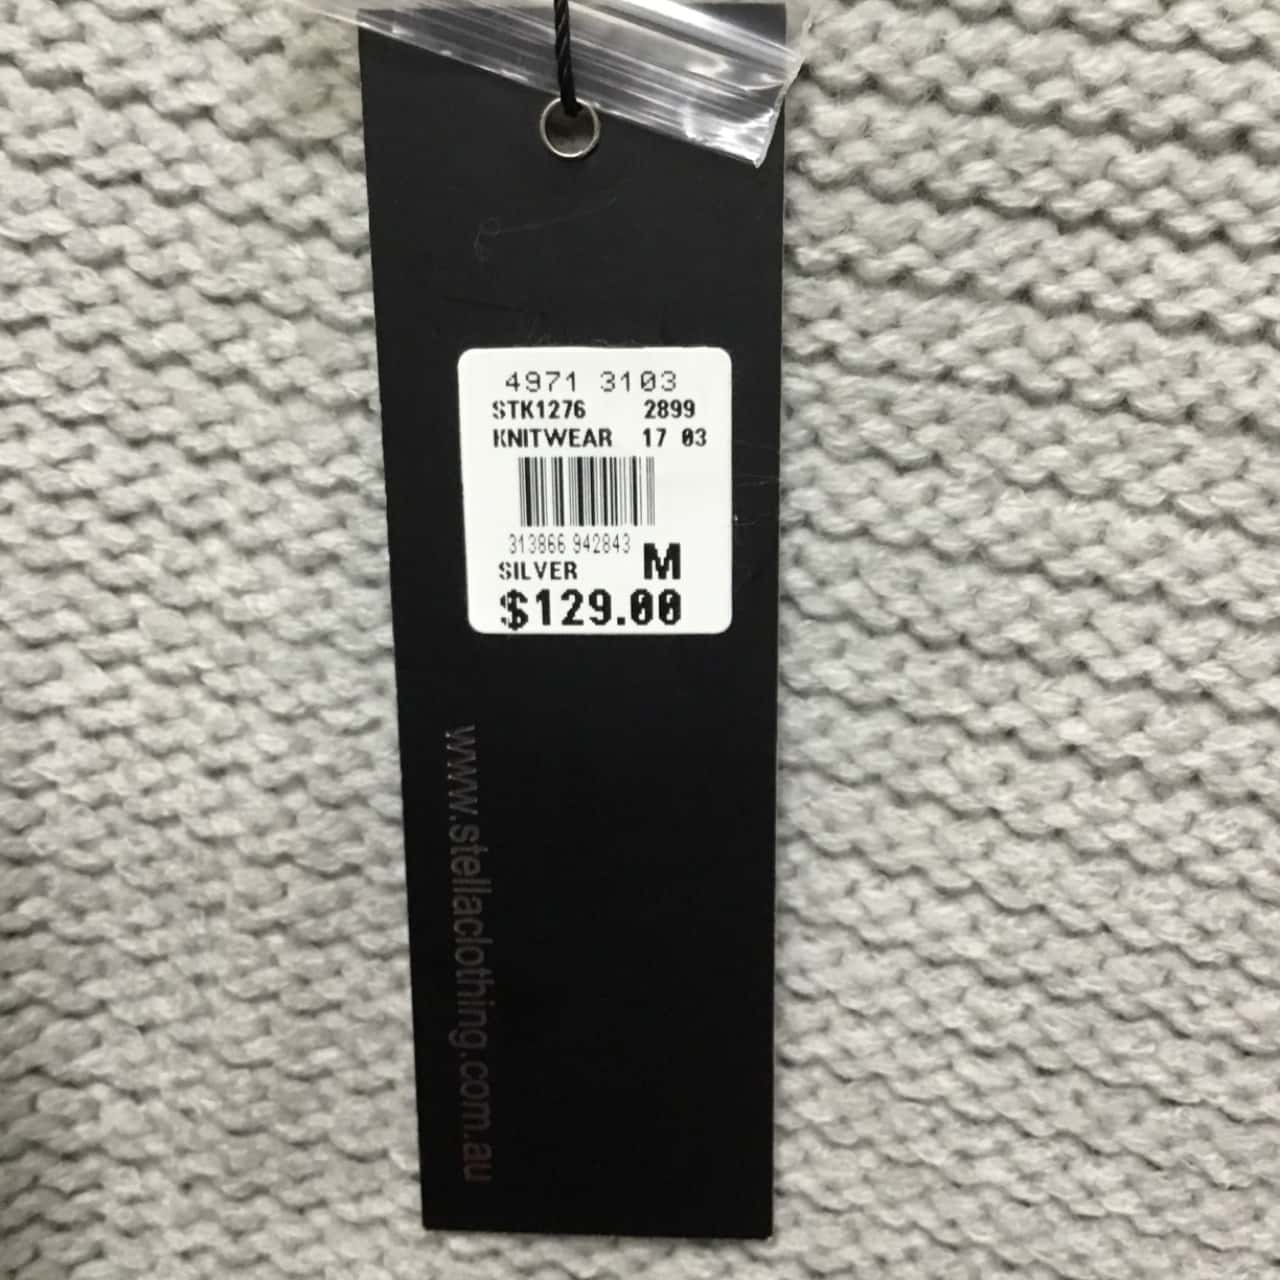 4971 3103
STK1276 2899
KNITWEAR 17 03
313866 942843
SILVER M
$129.00
www.stellaclothing.com.au